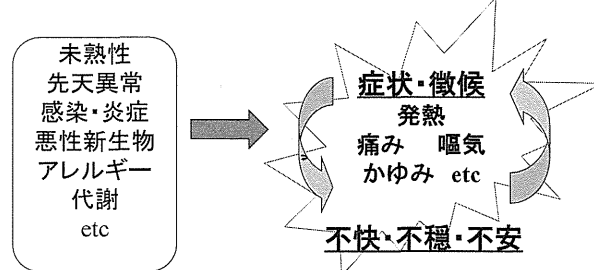 未熟性
先天異常
感染・炎症
悪性新生物
アレルギー
代謝
etc
症状・徴候
発熱
痛み 嘔気
かゆみ etc
不快・不穏・不安